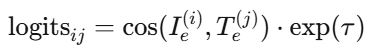 logits_{ij} = cos(I_e^{(i)}, T_e^{(j)}) · exp(τ)